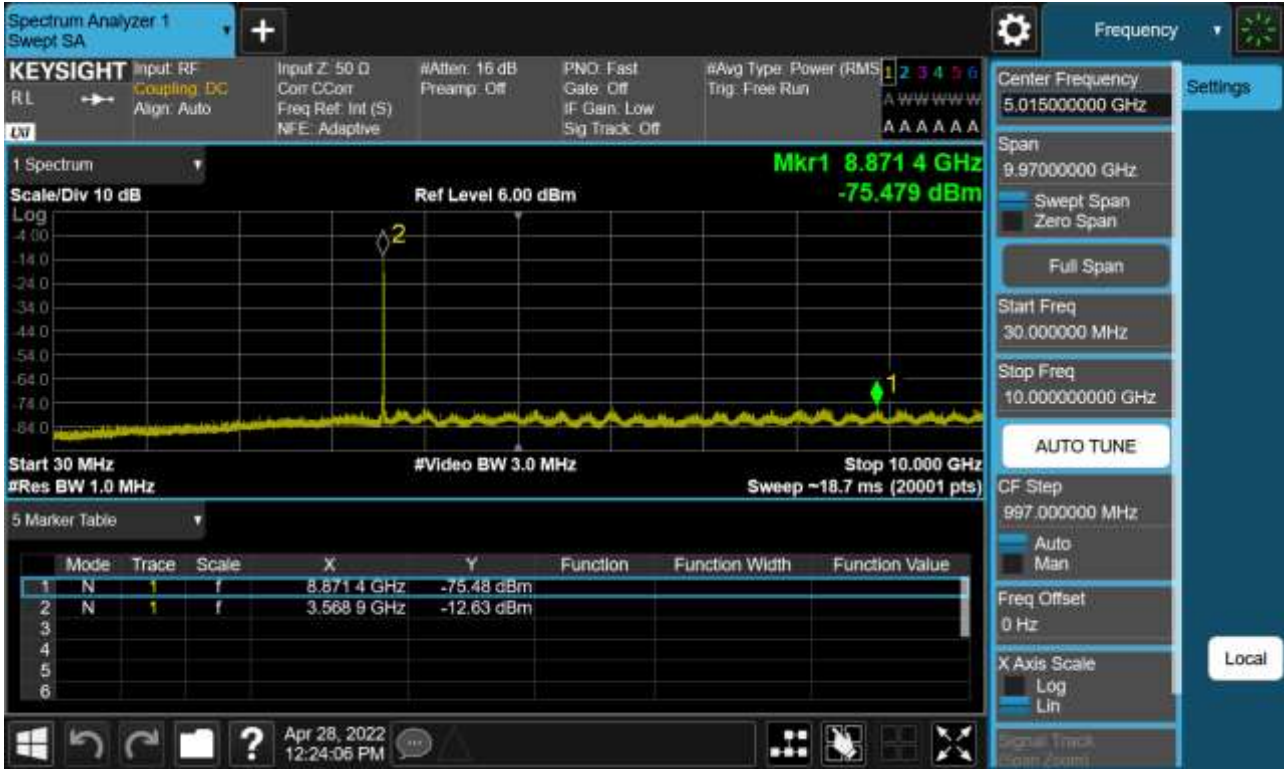 Spectrum Analyzer 1
Swept SA
Frequency
KEYSIGHT
RL
LXI
Input: RF
Coupling: DC
Align: Auto
Input Z: 50 Ω
Corr CCorr
Freq Ref: Int (S)
NFE: Adaptive
#Atten: 16 dB
Preamp: Off
PNO: Fast
Gate: Off
IF Gain: Low
Sig Track: Off
#Avg Type: Power (RMS
Trig: Free Run
1 2 3 4 5 6
A W W W W W
A A A A A A
1 Spectrum
Mkr1 8.871 4 GHz
-75.479 dBm
Scale/Div 10 dB
Ref Level 6.00 dBm
Log
-4.00
-14.0
-24.0
-34.0
-44.0
-54.0
-64.0
-74.0
-84.0
2
1
Start 30 MHz
#Video BW 3.0 MHz
Stop 10.000 GHz
#Res BW 1.0 MHz
Sweep ~18.7 ms (20001 pts)
5 Marker Table
Mode Trace Scale X Y Function Function Width Function Value
1 N 1 f 8.871 4 GHz -75.48 dBm
2 N 1 f 3.568 9 GHz -12.63 dBm
3
4
5
6
Apr 28, 2022
12:24:06 PM
Center Frequency
5.015000000 GHz
Settings
Span
9.97000000 GHz
Swept Span
Zero Span
Full Span
Start Freq
30.000000 MHz
Stop Freq
10.000000000 GHz
AUTO TUNE
CF Step
997.000000 MHz
Auto
Man
Freq Offset
0 Hz
X Axis Scale
Log
Lin
Local
Signal Track
(Span Zoom)